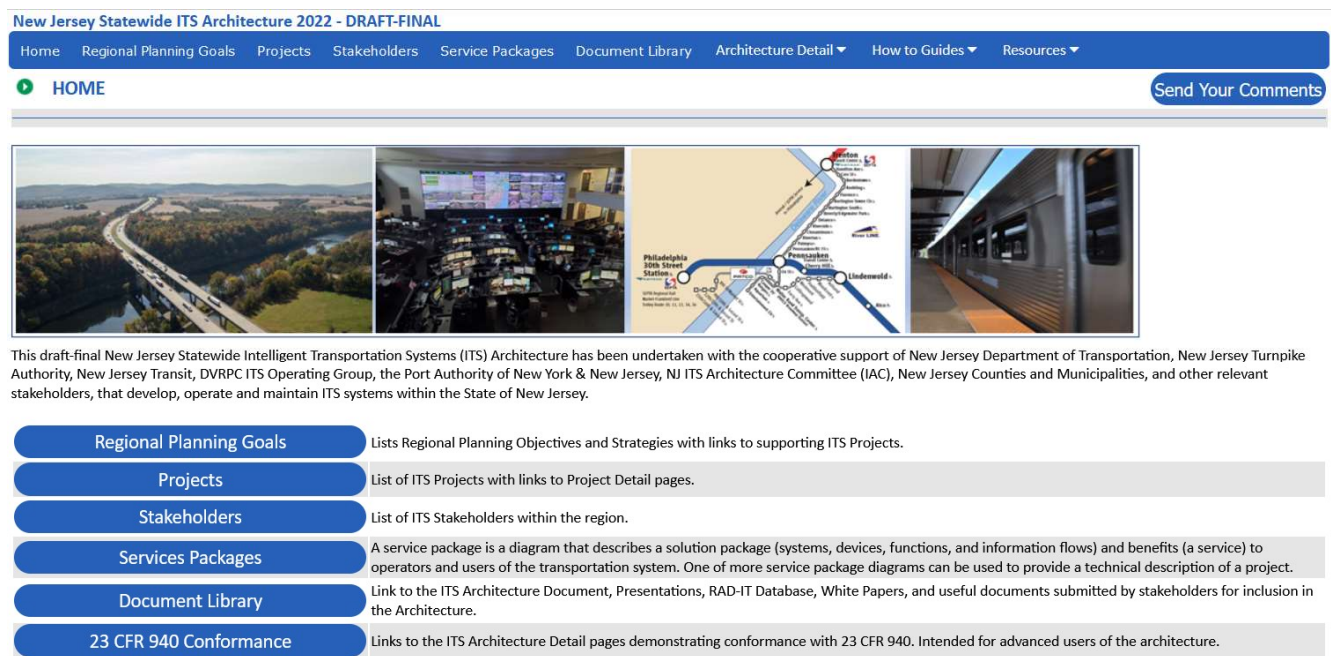 New Jersey Statewide ITS Architecture 2022 - DRAFT-FINAL
Home Regional Planning Goals Projects Stakeholders Service Packages Document Library Architecture Detail How to Guides Resources
HOME
Send Your Comments
Trenton
River LINE
Philadelphia
30th Street
Station
Pennsauken
Cherry Hill
Lindenwold
This draft-final New Jersey Statewide Intelligent Transportation Systems (ITS) Architecture has been undertaken with the cooperative support of New Jersey Department of Transportation, New Jersey Turnpike
Authority, New Jersey Transit, DVRPC ITS Operating Group, the Port Authority of New York & New Jersey, NJ ITS Architecture Committee (IAC), New Jersey Counties and Municipalities, and other relevant
stakeholders, that develop, operate and maintain ITS systems within the State of New Jersey.
Regional Planning Goals Lists Regional Planning Objectives and Strategies with links to supporting ITS Projects.
Projects List of ITS Projects with links to Project Detail pages.
Stakeholders List of ITS Stakeholders within the region.
Services Packages A service package is a diagram that describes a solution package (systems, devices, functions, and information flows) and benefits (a service) to
operators and users of the transportation system. One of more service package diagrams can be used to provide a technical description of a project.
Document Library Link to the ITS Architecture Document, Presentations, RAD-IT Database, White Papers, and useful documents submitted by stakeholders for inclusion in
the Architecture.
23 CFR 940 Conformance Links to the ITS Architecture Detail pages demonstrating conformance with 23 CFR 940. Intended for advanced users of the architecture.